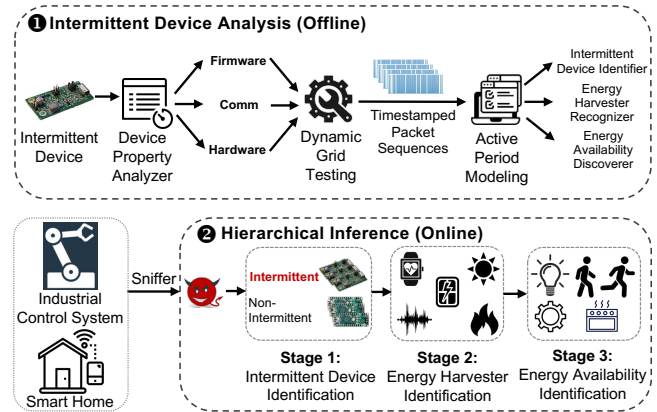 ❶ Intermittent Device Analysis (Offline)
Intermittent
Device
Device
Property
Analyzer
Firmware
Comm
Hardware
Dynamic
Grid
Testing
Timestamped
Packet
Sequences
Active
Period
Modeling
Intermittent
Device Identifier
Energy
Harvester
Recognizer
Energy
Availability
Discoverer
Industrial
Control System
Smart Home
Sniffer
❷ Hierarchical Inference (Online)
Intermittent
Non-
Intermittent
Stage 1:
Intermittent Device
Identification
Stage 2:
Energy Harvester
Identification
Stage 3:
Energy Availability
Identification